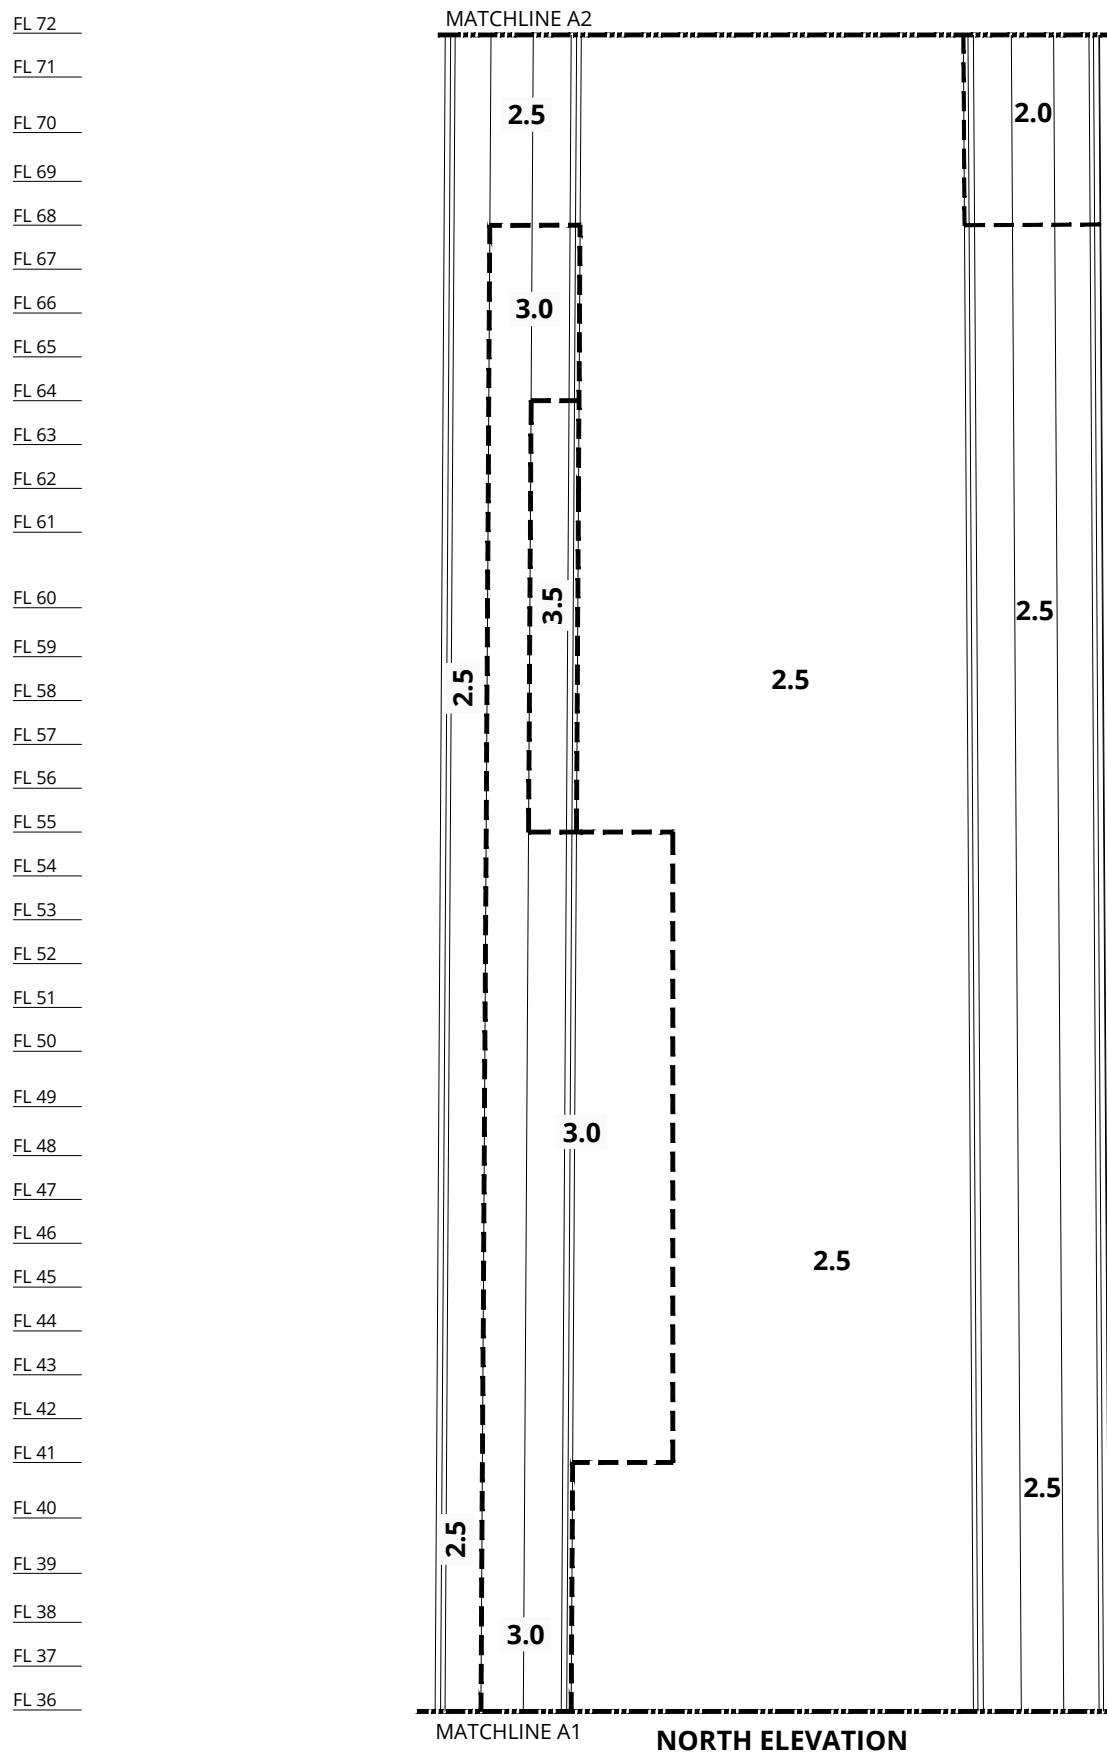 MATCHLINE A2
FL 72
FL 71
2.5
2.0
FL 70
FL 69
FL 68
FL 67
FL 66
3.0
FL 65
FL 64
FL 63
FL 62
FL 61
FL 60
3.5
2.5
FL 59
2.5
2.5
FL 58
FL 57
FL 56
FL 55
FL 54
FL 53
FL 52
FL 51
FL 50
FL 49
3.0
FL 48
FL 47
FL 46
2.5
FL 45
FL 44
FL 43
FL 42
FL 41
2.5
FL 40
2.5
FL 39
FL 38
3.0
FL 37
FL 36
MATCHLINE A1
NORTH ELEVATION